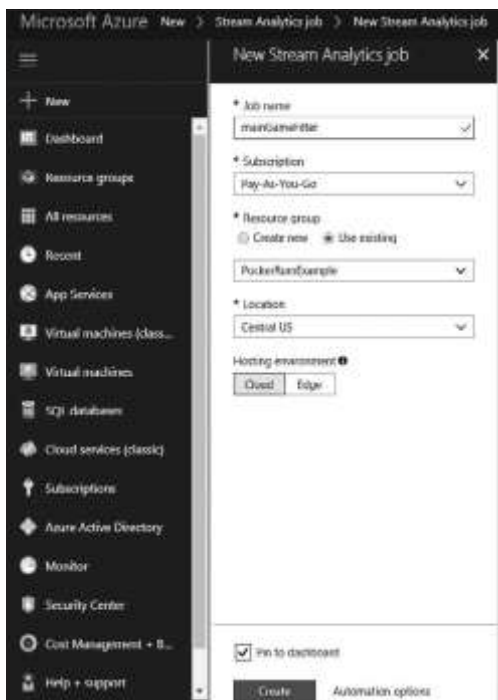 Microsoft Azure New > Stream Analytics job > New Stream Analytics job
New Stream Analytics job
New
Dashboard
Resource groups
All resources
Recent
App Services
Virtual machines (class...
Virtual machines
SQL databases
Cloud services (classic)
Subscriptions
Azure Active Directory
Monitor
Security Center
Cost Management + B...
Help + support
* Job name
mainGameFilter
* Subscription
Pay-As-You-Go
* Resource group
Create new Use existing
PockerRunExample
* Location
Central US
Hosting environment
Cloud Edge
Pin to dashboard
Create Automation options